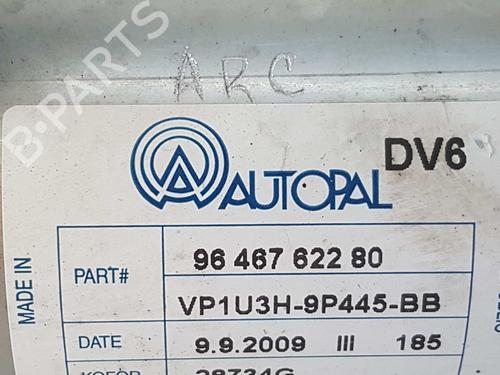 B-PARTS
ARC
DV6
AUTOPAL
MADE IN
PART#
96 467 622 80
VP1U3H-9P445-BB
DATE
9.9.2009 III 185